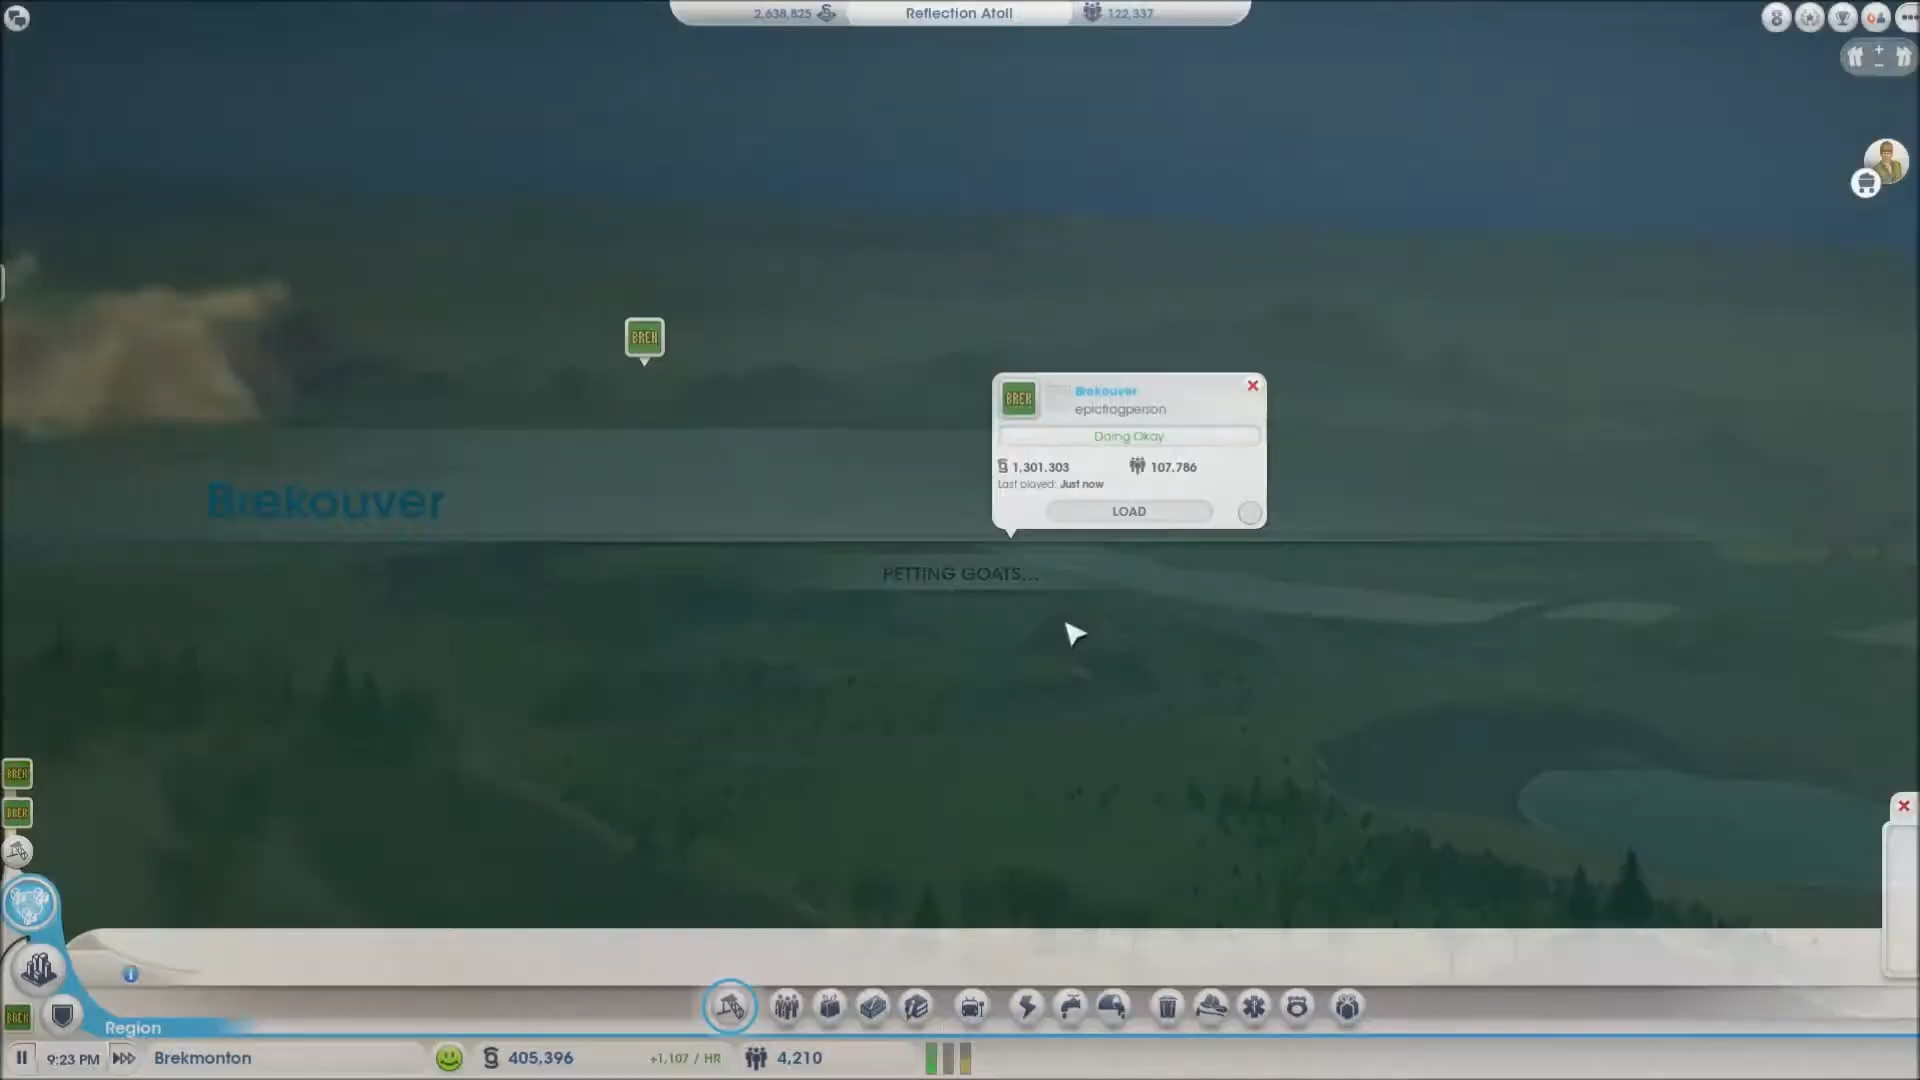 2,638,825
Reflection Atoll
122,337
BREK
BREK
Brekouver
epicfrogperson
Doing Okay
1,301,303
107,786
Last played: Just now
LOAD
Brekouver
PETTING GOATS...
BREK
BREK
BREK
Region
9:23 PM
Brekmonton
405,396
+1,107 / HR
4,210